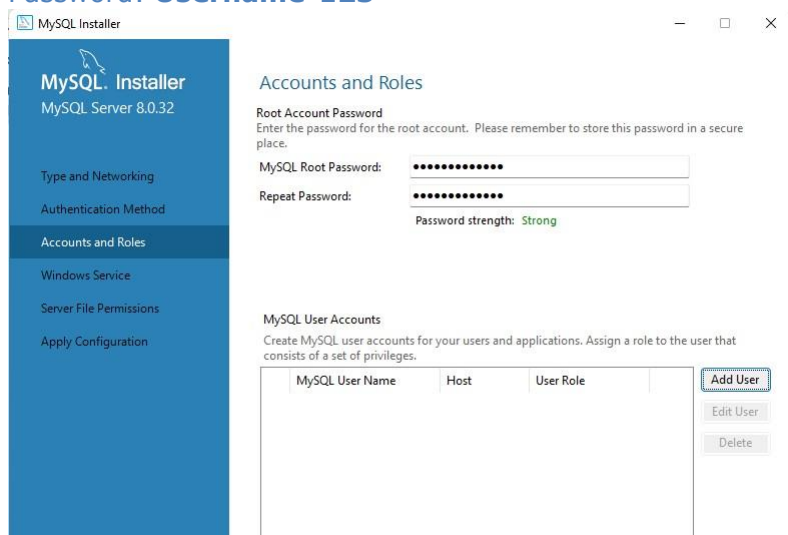 Password:
MySQL Installer
MySQL. Installer
MySQL Server 8.0.32
Type and Networking
Authentication Method
Accounts and Roles
Windows Service
Server File Permissions
Apply Configuration
Accounts and Roles
Root Account Password
Enter the password for the root account. Please remember to store this password in a secure
place.
MySQL Root Password:
Repeat Password:
Password strength: Strong
MySQL User Accounts
Create MySQL user accounts for your users and applications. Assign a role to the user that
consists of a set of privileges.
MySQL User Name Host User Role
Add User
Edit User
Delete